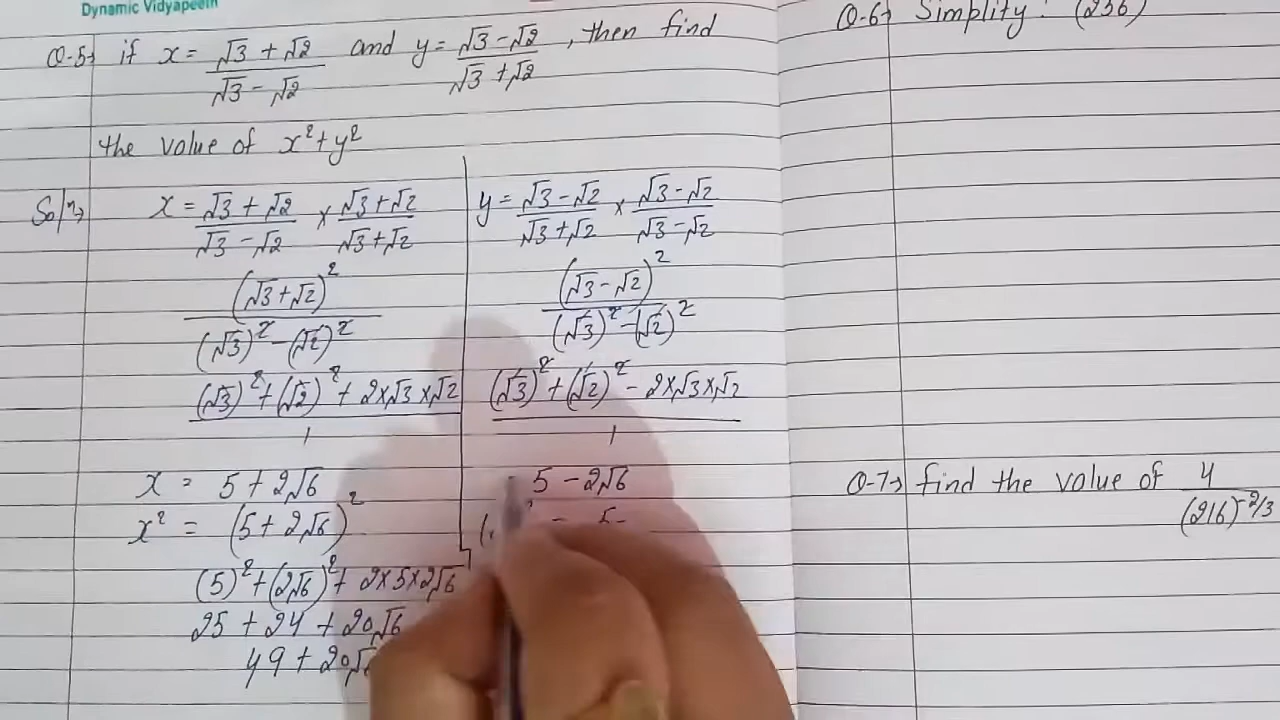 Dynamic Vidyapeeth
Q-5) if x = (√3 + √2)/(√3 - √2) and y = (√3 - √2)/(√3 + √2), then find
the value of x² + y²
Sol^n→
x = (√3 + √2)/(√3 - √2) × (√3 + √2)/(√3 + √2)
(√3 + √2)²/((√3)² - (√2)²)
((√3)² + (√2)² + 2×√3×√2)/1
x = 5 + 2√6
x² = (5 + 2√6)²
(5)² + (2√6)² + 2×5×2√6
25 + 24 + 20√6
49 + 20√
y = (√3 - √2)/(√3 + √2) × (√3 - √2)/(√3 - √2)
(√3 - √2)²/((√3)² - (√2)²)
((√3)² + (√2)² - 2×√3×√2)/1
5 - 2√6
= 5-
Q-6) Simplity: (256)
Q-7→ find the value of 4/(216)^(-2/3)